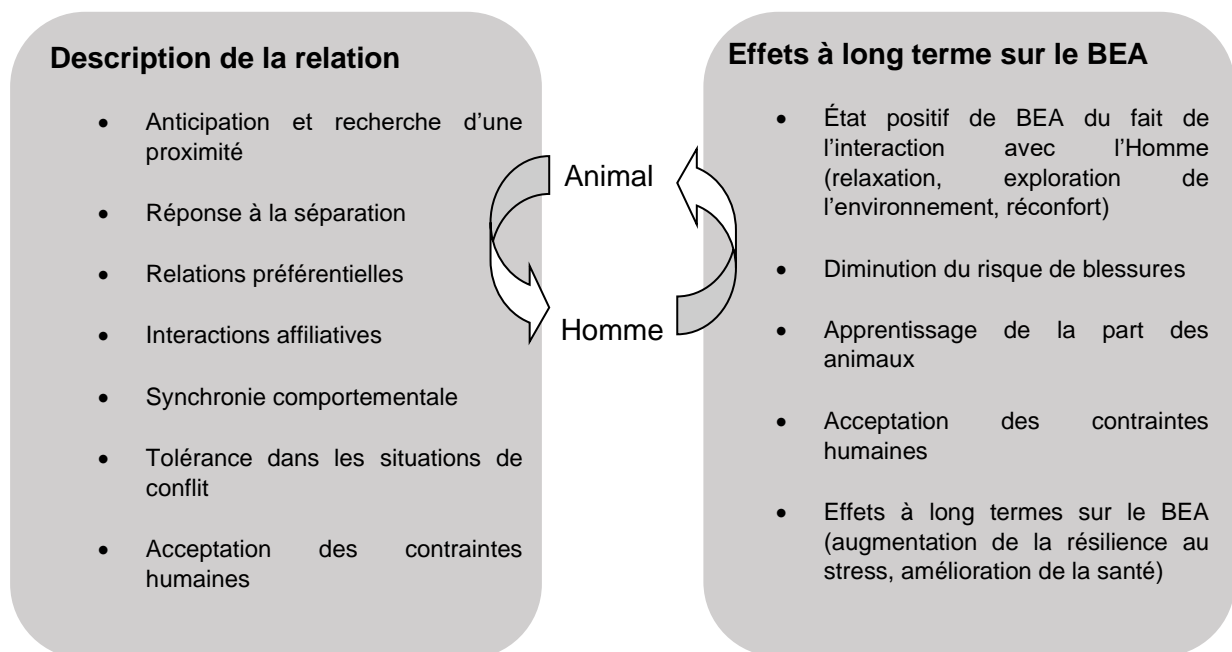 Description de la relation
• Anticipation et recherche d’une
proximité
• Réponse à la séparation
• Relations préférentielles
• Interactions affiliatives
• Synchronie comportementale
• Tolérance dans les situations de
conflit
• Acceptation des contraintes
humaines
Animal
Homme
Effets à long terme sur le BEA
• État positif de BEA du fait de
l’interaction avec l’Homme
(relaxation, exploration de
l’environnement, réconfort)
• Diminution du risque de blessures
• Apprentissage de la part des
animaux
• Acceptation des contraintes
humaines
• Effets à long termes sur le BEA
(augmentation de la résilience au
stress, amélioration de la santé)